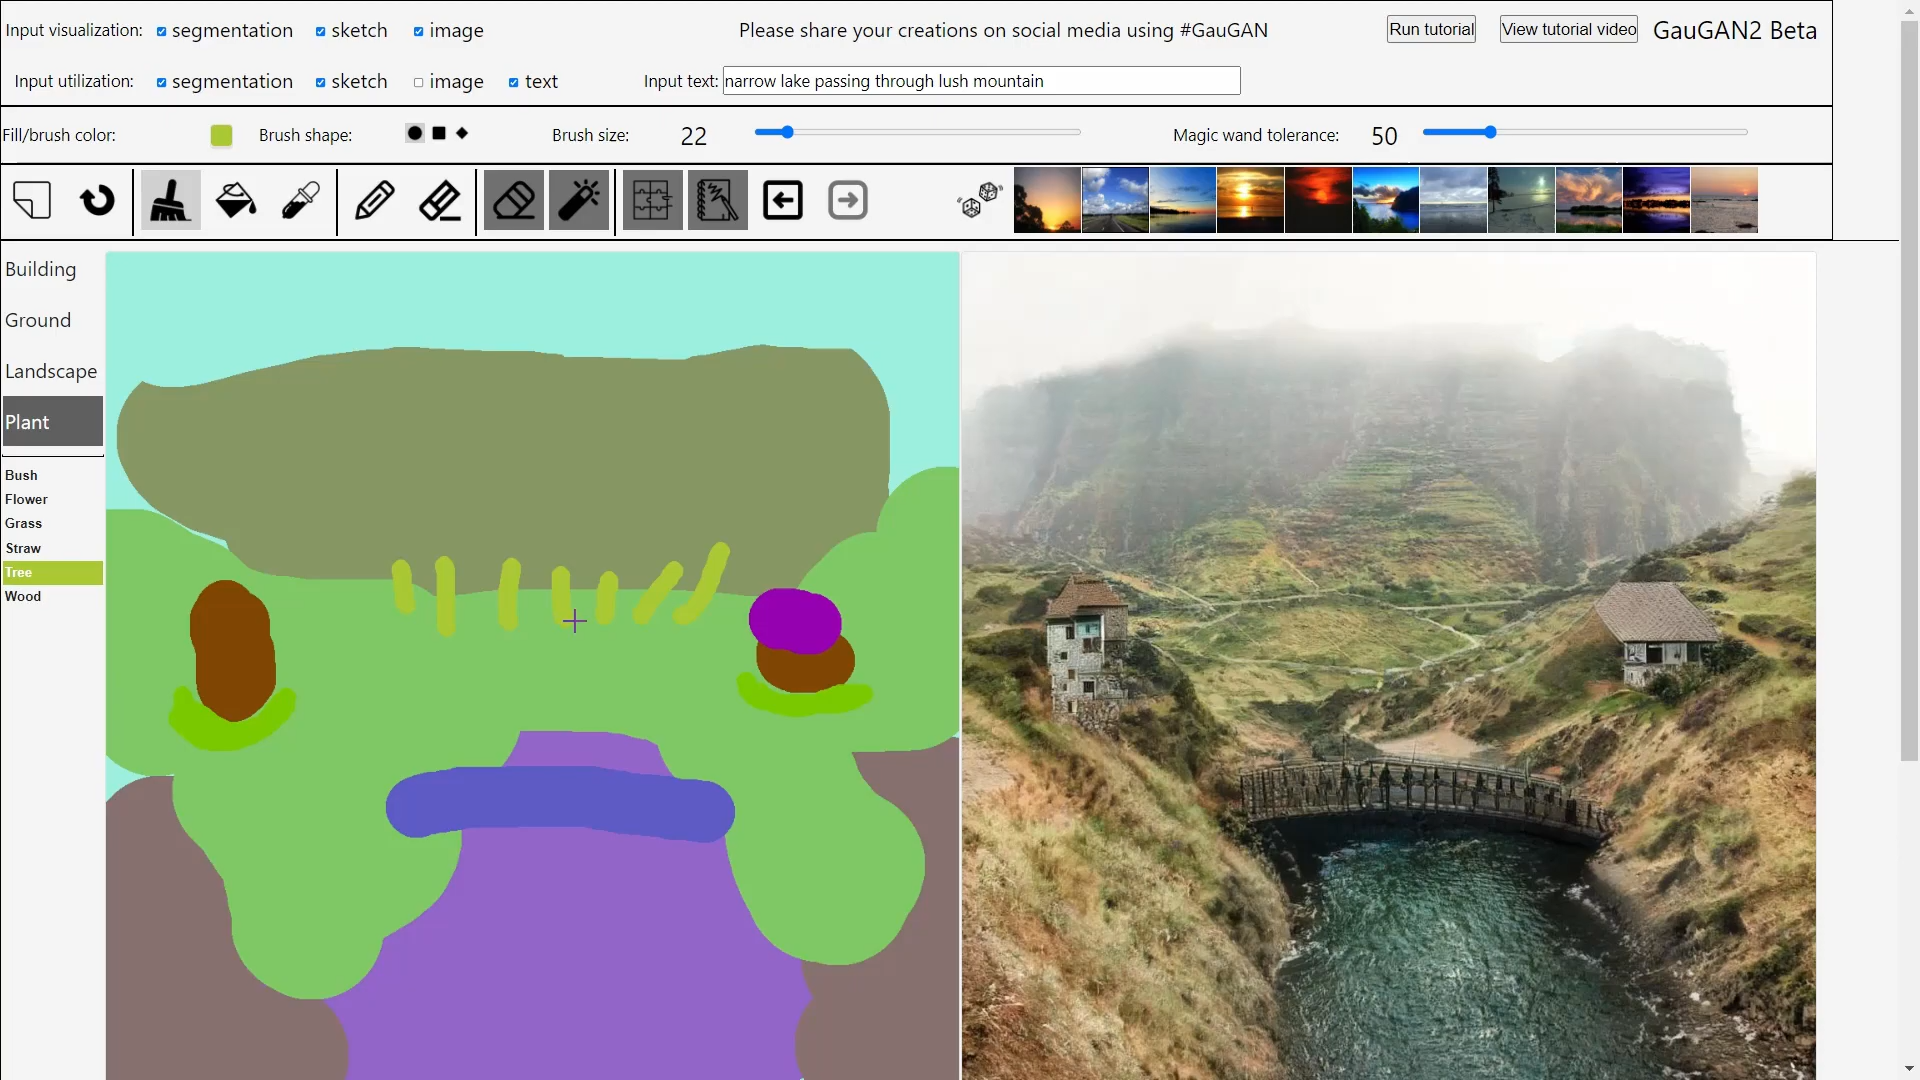 Input visualization: segmentation sketch image Please share your creations on social media using #GauGAN Run tutorial View tutorial video GauGAN2 Beta
Input utilization: segmentation sketch image text Input text: narrow lake passing through lush mountain
Fill/brush color: Brush shape: Brush size: 22 Magic wand tolerance: 50
Building
Ground
Landscape
Plant
Bush
Flower
Grass
Straw
Tree
Wood